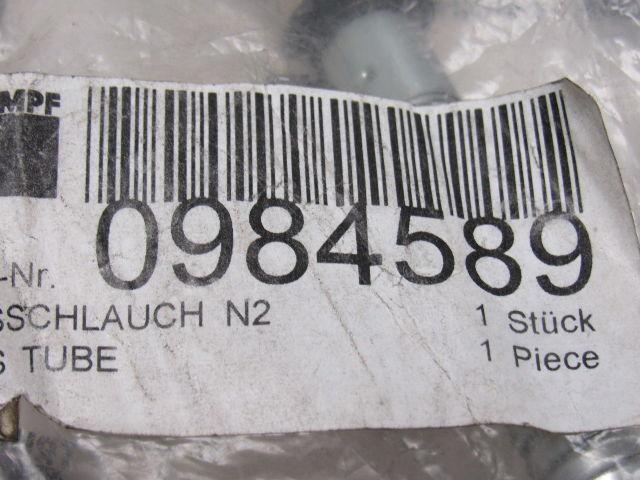 MPF
-Nr. 0984589
SSCHLAUCH N2 1 Stück
S TUBE 1 Piece